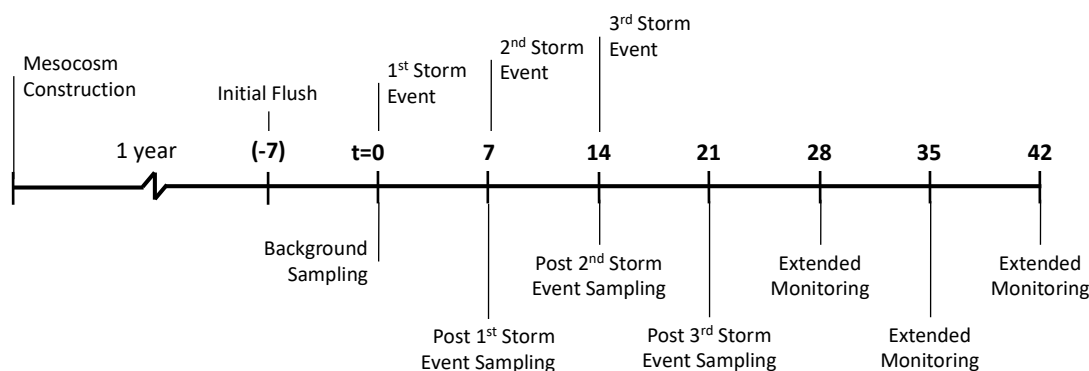 Mesocosm
Construction
1 year
Initial Flush
(-7)
1st Storm
Event
t=0
2nd Storm
Event
7
3rd Storm
Event
14
21
28
35
42
Background
Sampling
Post 1st Storm
Event Sampling
Post 2nd Storm
Event Sampling
Post 3rd Storm
Event Sampling
Extended
Monitoring
Extended
Monitoring
Extended
Monitoring